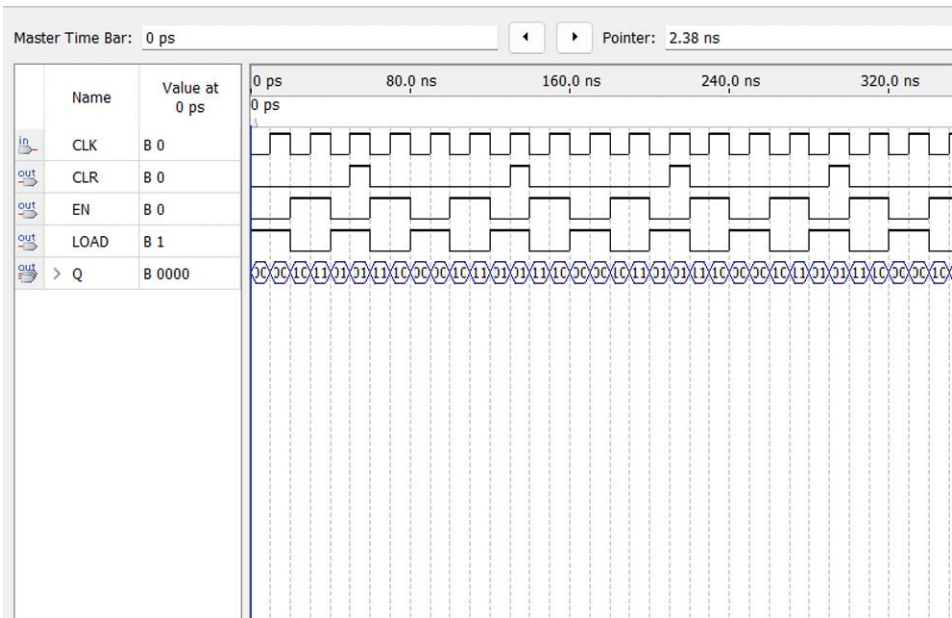 Master Time Bar: 0 ps Pointer: 2.38 ns
Name Value at 0 ps 0 ps 80.0 ns 160.0 ns 240.0 ns 320.0 ns
0 ps
in CLK B 0
out CLR B 0
out EN B 0
out LOAD B 1
out > Q B 0000